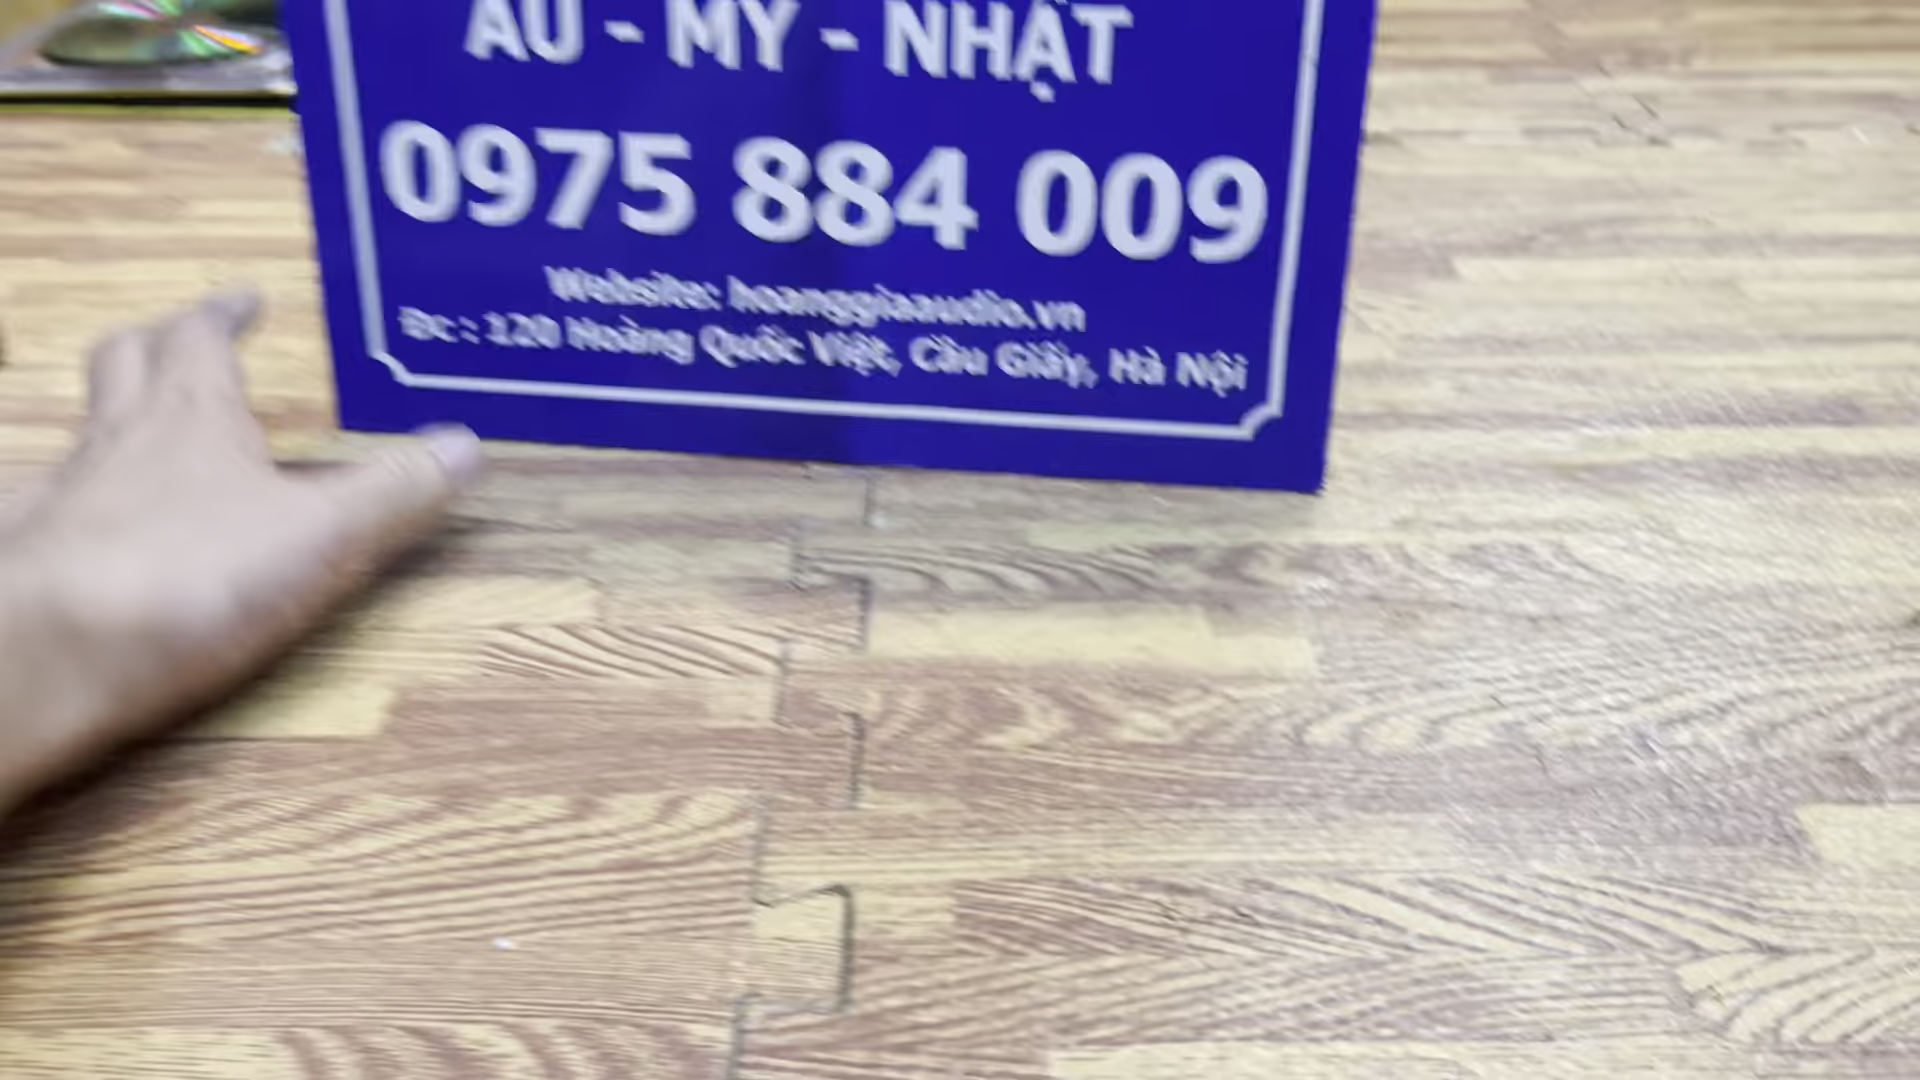 ÂU - MỸ - NHẬT
0975 884 009
Website: hoanggiaaudio.vn
Đc : 120 Hoàng Quốc Việt, Cầu Giấy, Hà Nội